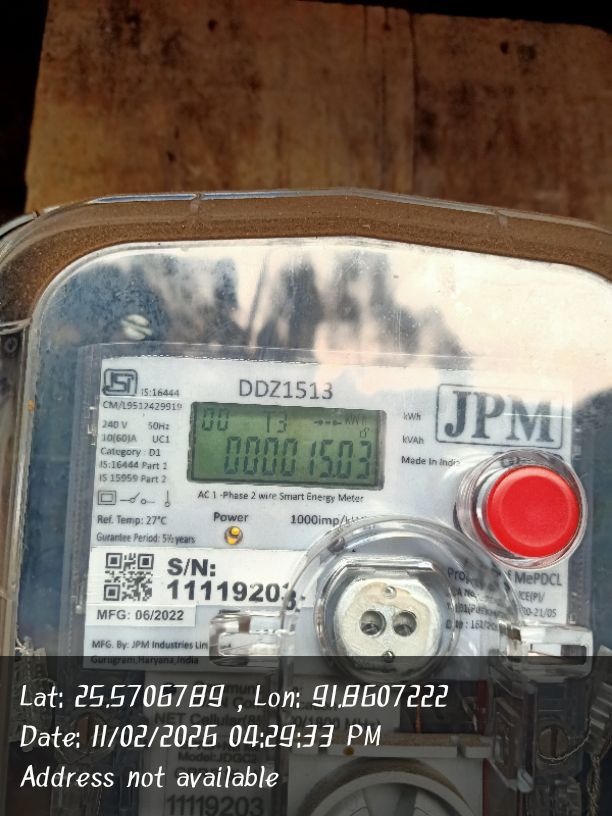 IS:16444
CM/L9512429919
DDZ1513
240 V 50Hz
10(60)A UC1
Category D1
IS:16444 Part 1
IS 15959 Part 2
00 T3 kWh
000015.03
kWh
kVAh
JPM
Made in India
AC 1-Phase 2 wire Smart Energy Meter
Ref. Temp: 27°C
Gurantee Period: 5½ years
Power
1000imp/
S/N:
11119203
MePDCL
MFG: 06/2022
MFG. By: JPM Industries
Gurugram,Haryana,India
Lat: 25.5706789 , Lon: 91.8607222
Date: 11/02/2026 04:29:33 PM
Address not available
11119203